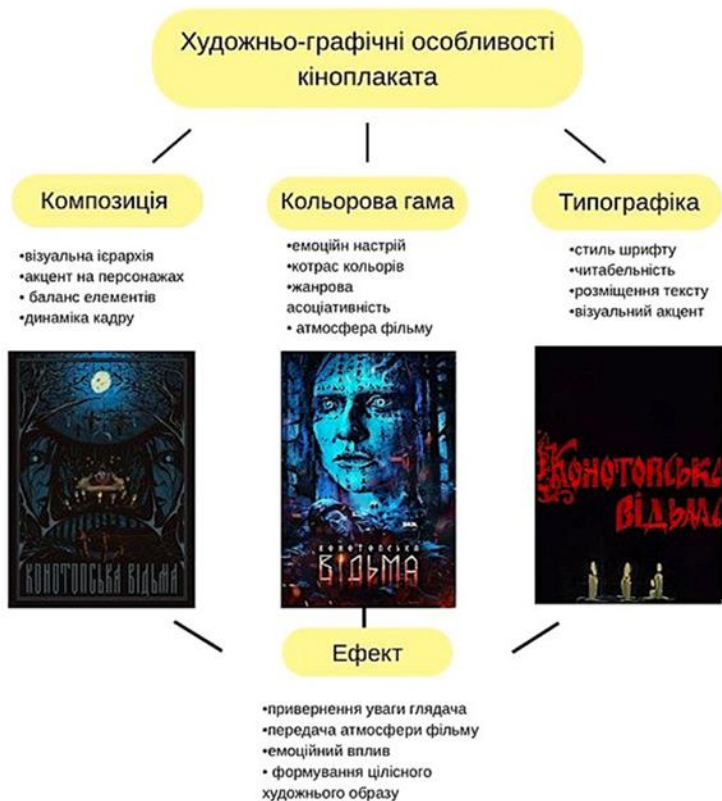 Художньо-графічні особливості
кіноплаката
Композиція
•візуальна ієрархія
•акцент на персонажах
• баланс елементів
•динаміка кадру
Кольорова гама
•емоційн настрій
•котрас кольорів
•жанрова
асоціативність
• атмосфера фільму
Типографіка
•стиль шрифту
•читабельність
•розміщення тексту
•візуальний акцент
КОНОТОПСЬКА ВІДЬМА
КОНОТОПСЬКА
ВІДЬМА
КОНОТОПСЬКА
ВІДЬМА
Ефект
•привернення уваги глядача
•передача атмосфери фільму
•емоційний вплив
• формування цілісного
художнього образу